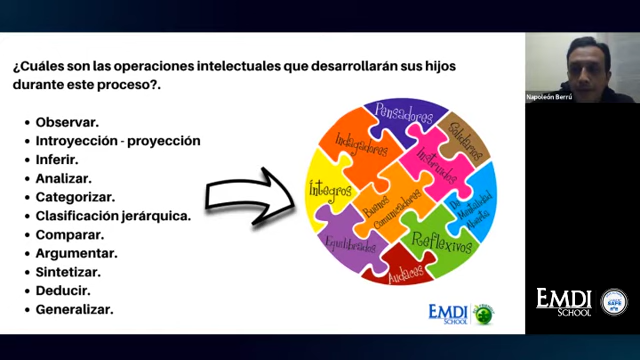 ¿Cuáles son las operaciones intelectuales que desarrollarán sus hijos
durante este proceso?.
Observar.
Introyección - proyección
Inferir.
Analizar.
Categorizar.
Clasificación jerárquica.
Comparar.
Argumentar.
Sintetizar.
Deducir.
Generalizar.
Pensadores
Solidarios
Indagadores
Instruidos
Íntegros
Buenos
Comunicadores
De
Mentalidad
Abierta
Equilibrados
Reflexivos
Audaces
EMDI
SCHOOL
Napoleón Berrú
EMDI
SCHOOL
SAFE